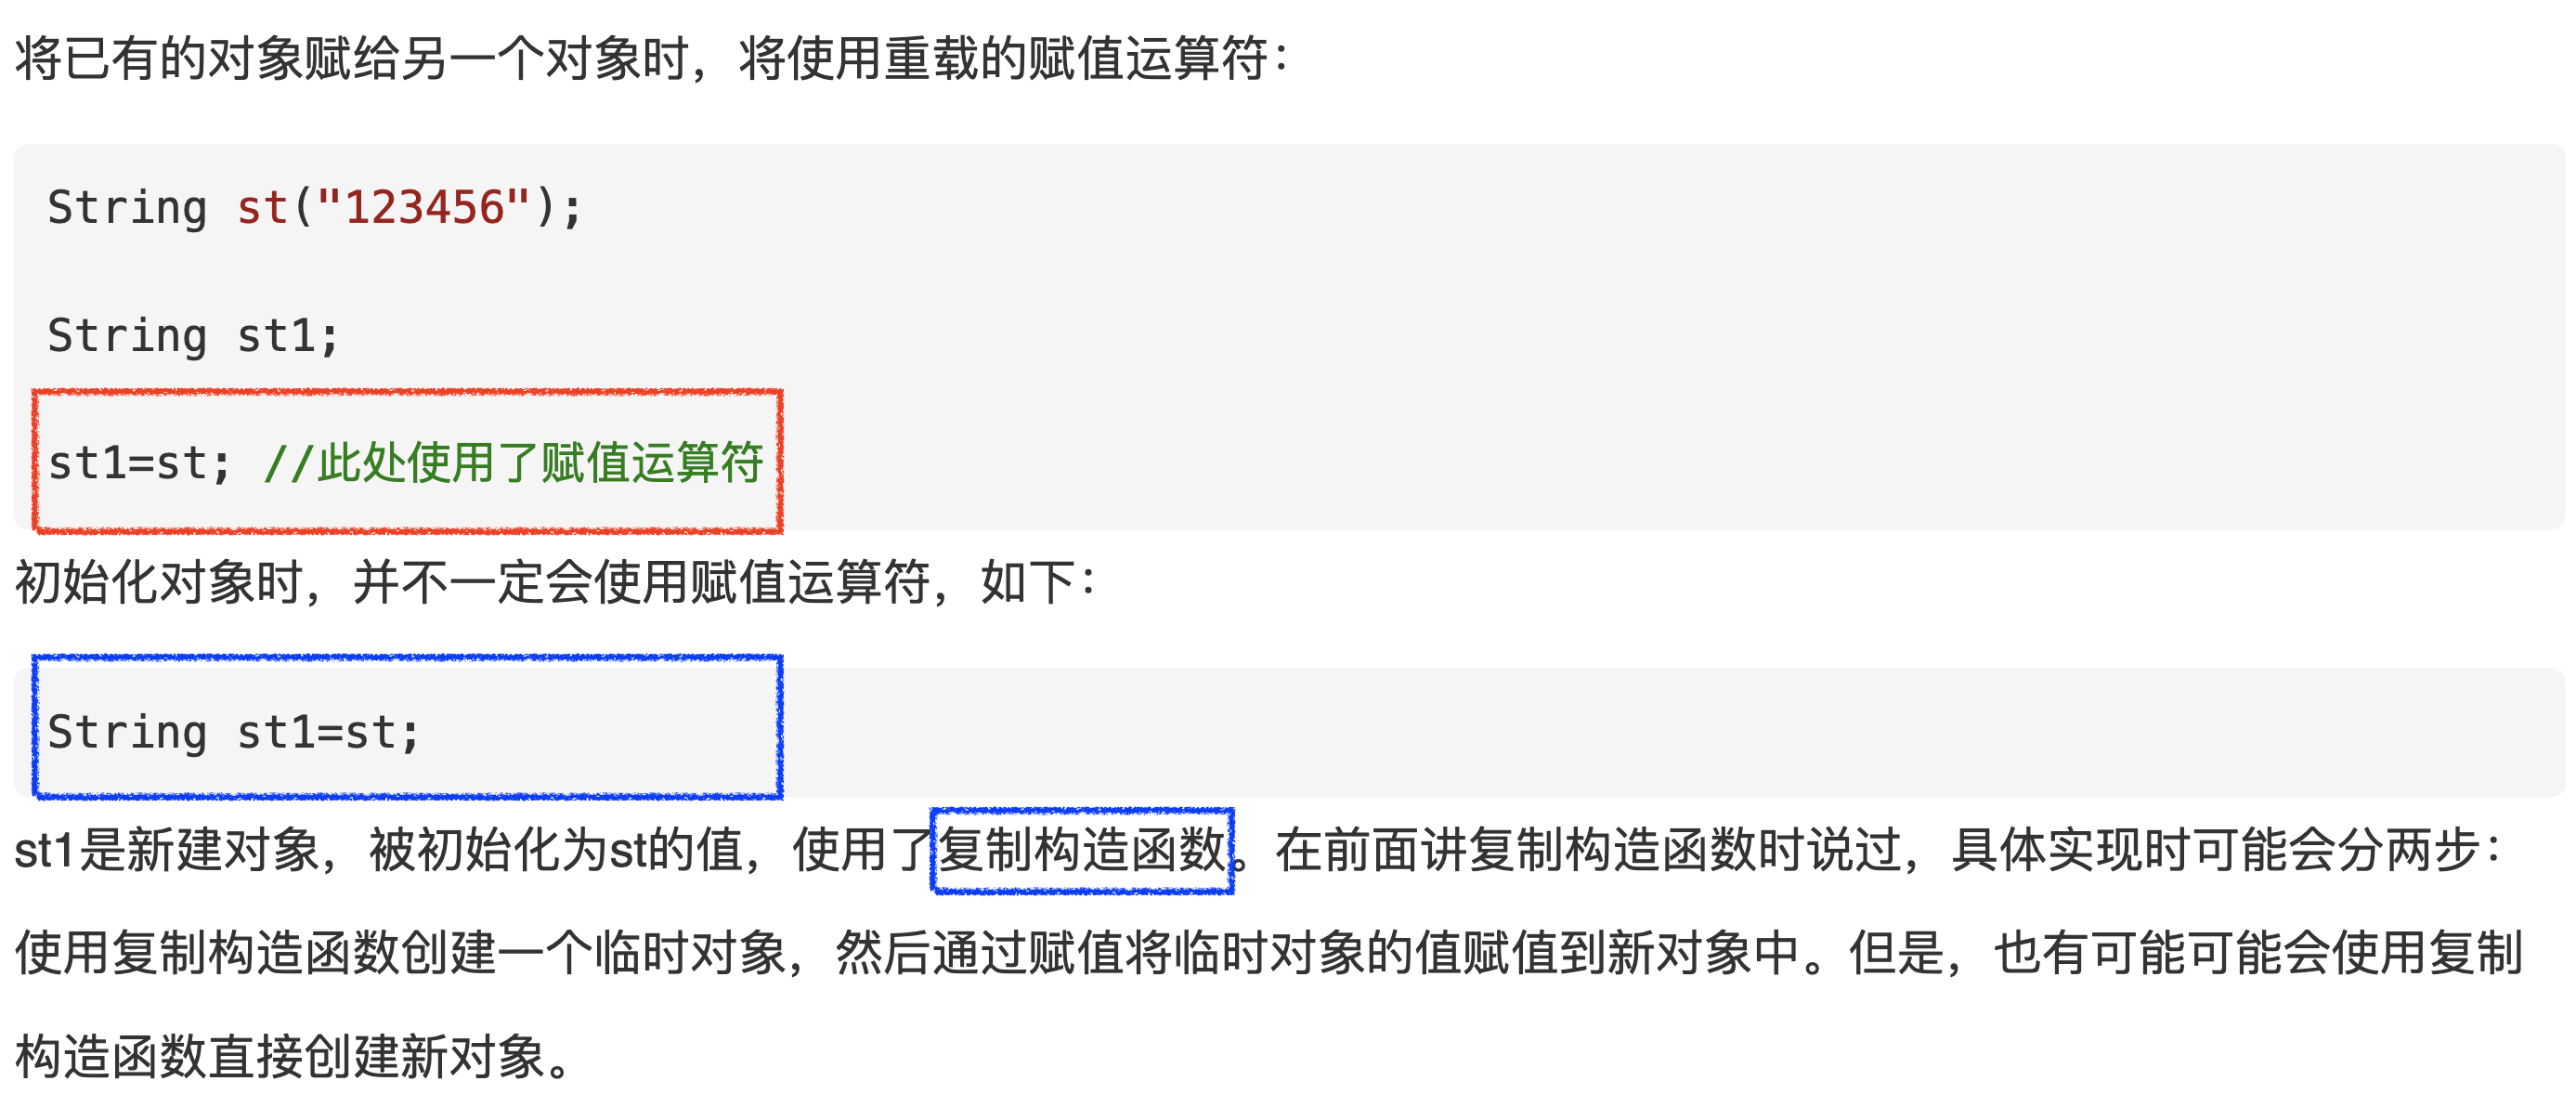 将已有的对象赋给另一个对象时，将使用重载的赋值运算符：
String st("123456");
String st1;
st1=st; //此处使用了赋值运算符
初始化对象时，并不一定会使用赋值运算符，如下：
String st1=st;
st1是新建对象，被初始化为st的值，使用了复制构造函数。在前面讲复制构造函数时说过，具体实现时可能会分两步：
使用复制构造函数创建一个临时对象，然后通过赋值将临时对象的值赋值到新对象中。但是，也有可能可能会使用复制
构造函数直接创建新对象。